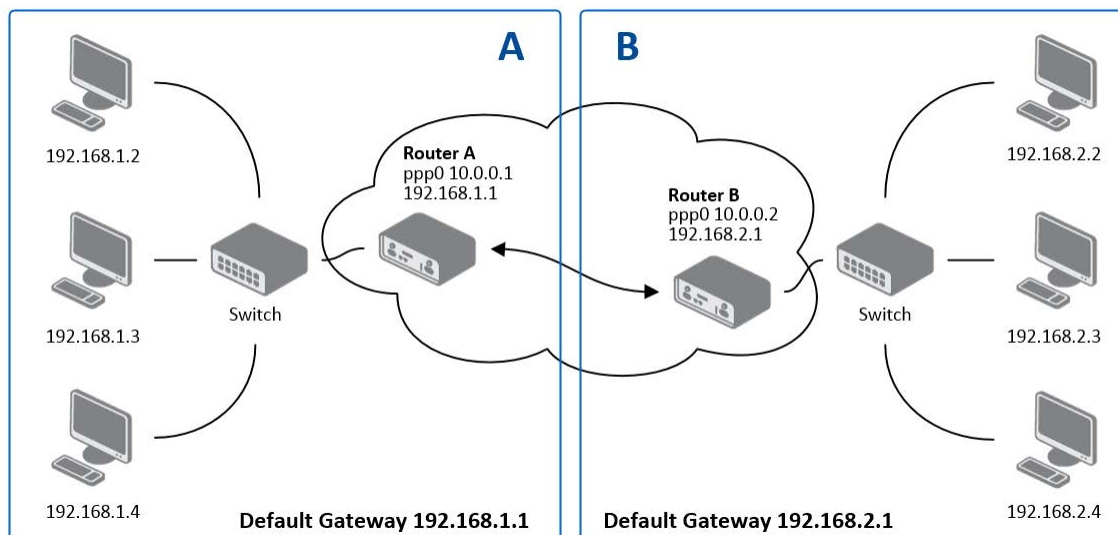 A
192.168.1.2
192.168.1.3
192.168.1.4
Switch
Router A
ppp0 10.0.0.1
192.168.1.1
Default Gateway 192.168.1.1
B
Router B
ppp0 10.0.0.2
192.168.2.1
Switch
192.168.2.2
192.168.2.3
192.168.2.4
Default Gateway 192.168.2.1